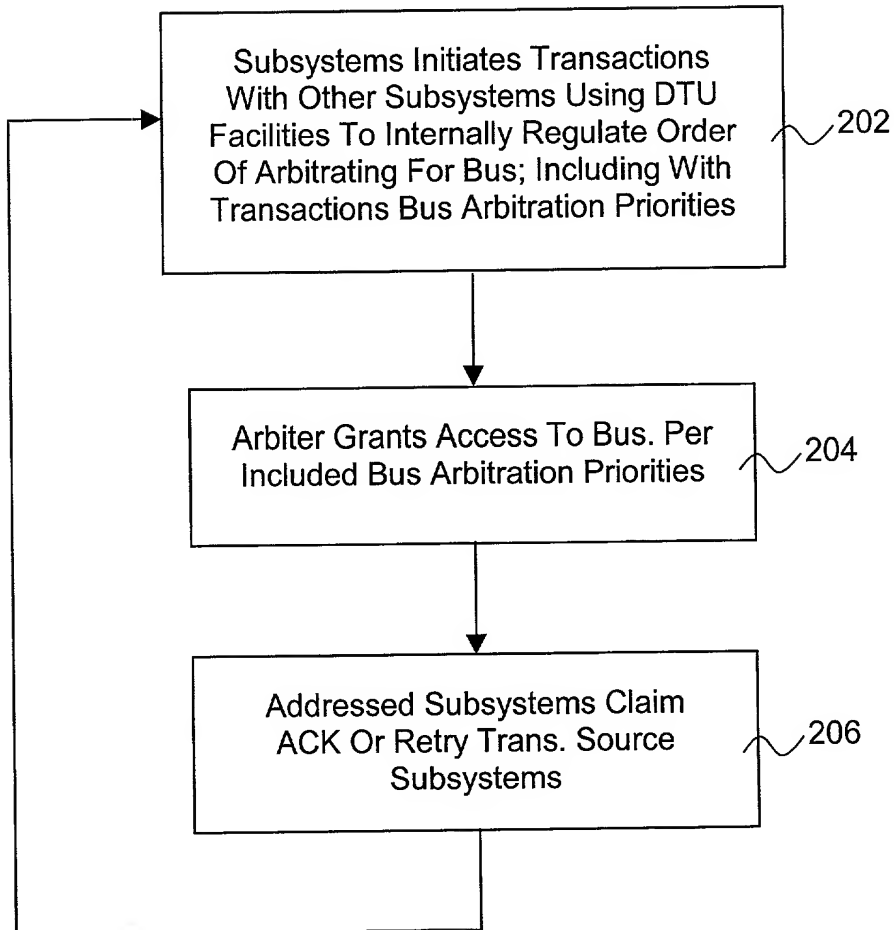 Subsystems Initiates Transactions
With Other Subsystems Using DTU
Facilities To Internally Regulate Order
Of Arbitrating For Bus; Including With
Transactions Bus Arbitration Priorities
202
Arbiter Grants Access To Bus. Per
Included Bus Arbitration Priorities
204
Addressed Subsystems Claim
ACK Or Retry Trans. Source
Subsystems
206